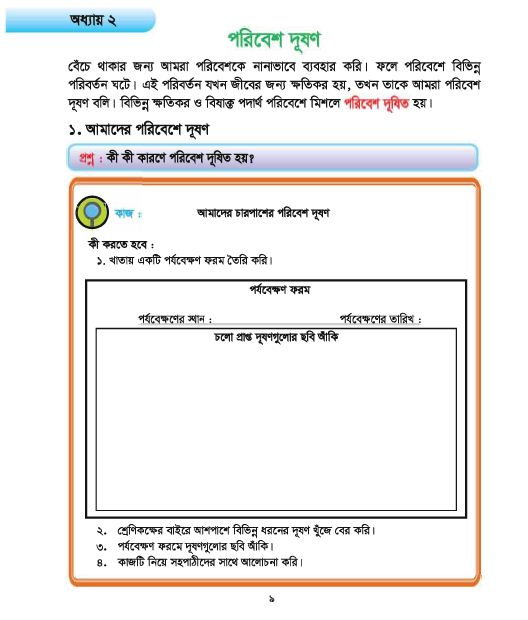 অধ্যায় ২
পরিবেশ দূষণ
বেঁচে থাকার জন্য আমরা পরিবেশকে নানাভাবে ব্যবহার করি। ফলে পরিবেশে বিভিন্ন
পরিবর্তন ঘটে। এই পরিবর্তন যখন জীবের জন্য ক্ষতিকর হয়, তখন তাকে আমরা পরিবেশ
দূষণ বলি। বিভিন্ন ক্ষতিকর ও বিষাক্ত পদার্থ পরিবেশে মিশলে পরিবেশ দূষিত হয়।
১. আমাদের পরিবেশে দূষণ
প্রশ্ন : কী কী কারণে পরিবেশ দূষিত হয়?
কাজ : আমাদের চারপাশের পরিবেশ দূষণ
কী করতে হবে :
১. খাতায় একটি পর্যবেক্ষণ ফরম তৈরি করি।
পর্যবেক্ষণ ফরম
পর্যবেক্ষণের স্থান : পর্যবেক্ষণের তারিখ :
চলো প্রাপ্ত দূষণগুলোর ছবি আঁকি
২. শ্রেণিকক্ষের বাইরে আশপাশে বিভিন্ন ধরনের দূষণ খুঁজে বের করি।
৩. পর্যবেক্ষণ ফরমে দূষণগুলোর ছবি আঁকি।
৪. কাজটি নিয়ে সহপাঠীদের সাথে আলোচনা করি।
৯